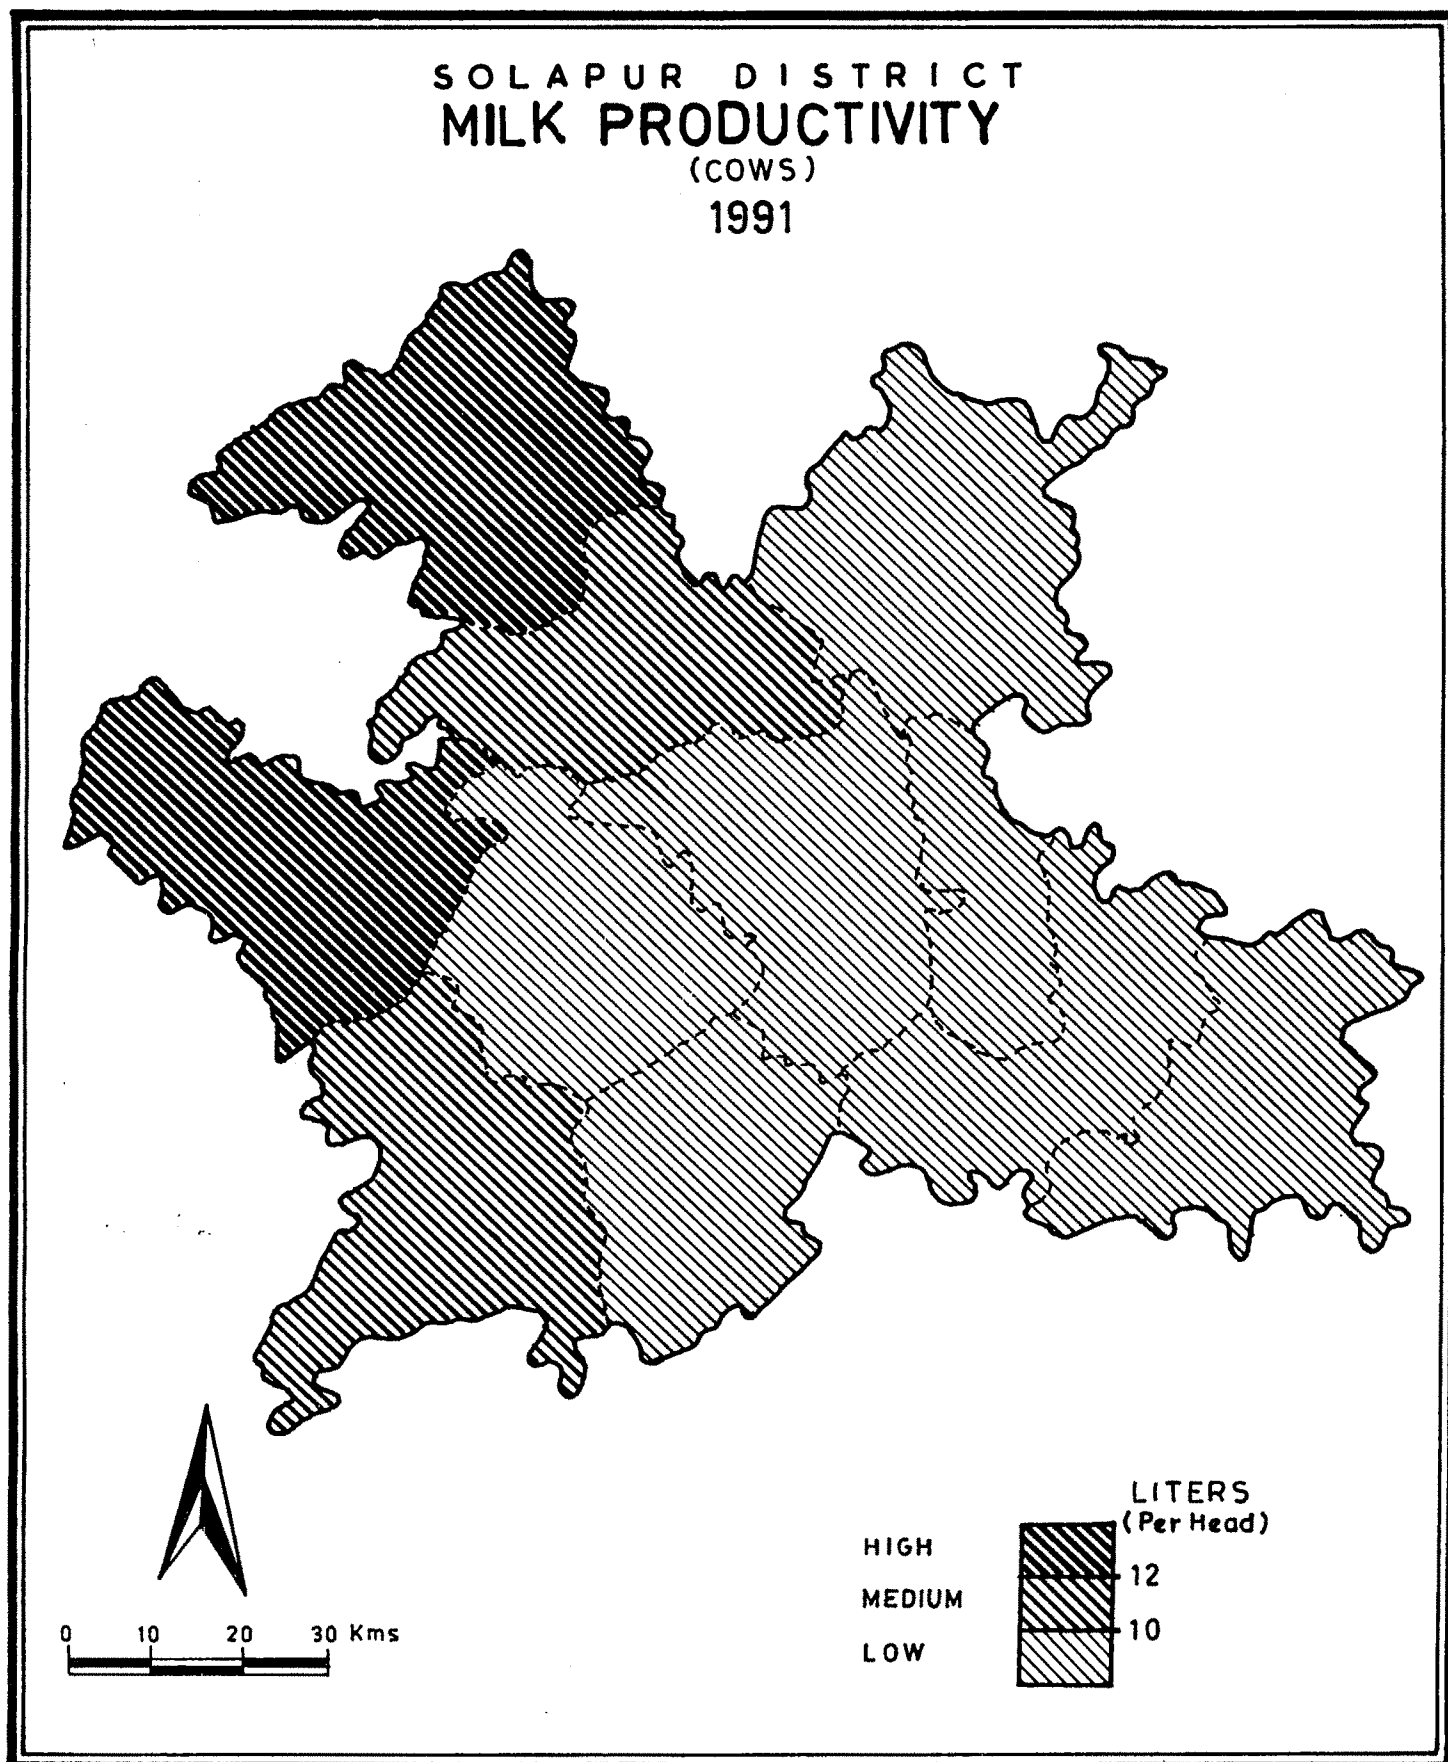 SOLAPUR DISTRICT
MILK PRODUCTIVITY
(COWS)
1991
LITERS
(Per Head)
HIGH
12
MEDIUM
10
LOW
0 10 20 30 Kms